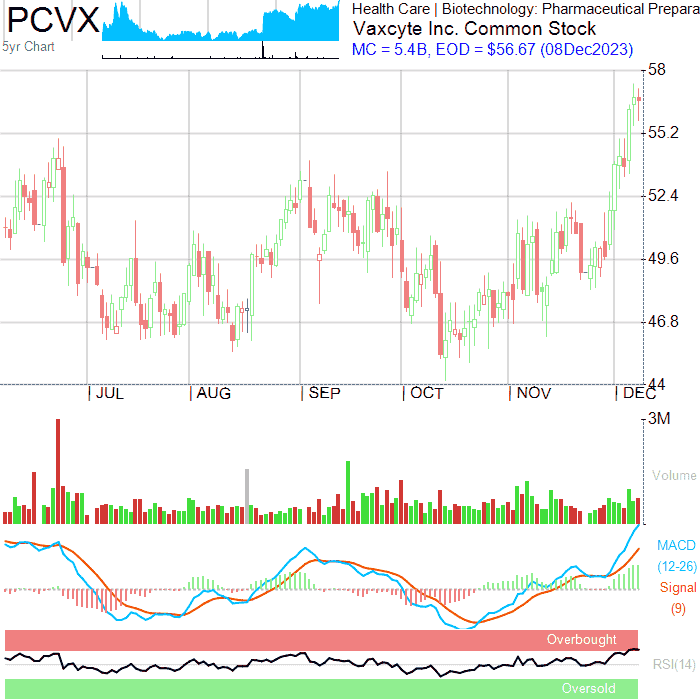 PCVX
5yr Chart
Health Care | Biotechnology: Pharmaceutical Prepara
Vaxcyte Inc. Common Stock
MC = 5.4B, EOD = $56.67 (08Dec2023)
58
55.2
52.4
49.6
46.8
44
JUL AUG SEP OCT NOV DEC
3M
Volume
MACD
(12-26)
Signal
(9)
Overbought
RSI(14)
Oversold